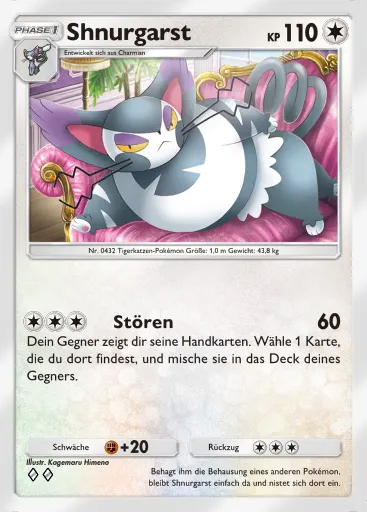 PHASE 1
Shnurgarst
KP 110
Entwickelt sich aus Charmian
Nr. 0432 Tigerkatzen-Pokémon Größe: 1,0 m Gewicht: 43,8 kg
Stören 60
Dein Gegner zeigt dir seine Handkarten. Wähle 1 Karte,
die du dort findest, und mische sie in das Deck deines
Gegners.
Schwäche +20 Rückzug
Illustr. Kagemaru Himeno
Behagt ihm die Behausung eines anderen Pokémon,
bleibt Shnurgarst einfach da und nistet sich dort ein.